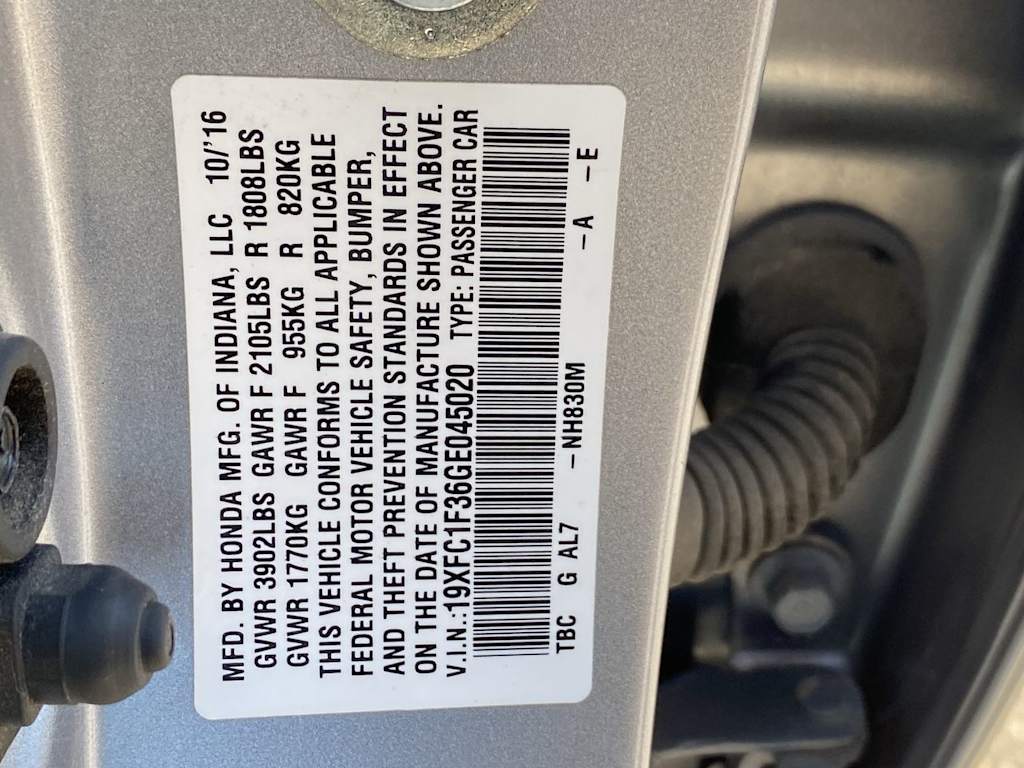 MFD. BY HONDA MFG. OF INDIANA, LLC 10/'16
GVWR 3902LBS GAWR F 2105LBS R 1808LBS
GVWR 1770KG GAWR F 955KG R 820KG
THIS VEHICLE CONFORMS TO ALL APPLICABLE
FEDERAL MOTOR VEHICLE SAFETY, BUMPER,
AND THEFT PREVENTION STANDARDS IN EFFECT
ON THE DATE OF MANUFACTURE SHOWN ABOVE.
V.I.N.:19XFC1F36GE045020 TYPE: PASSENGER CAR
TBC G AL7 –NH830M –A –E